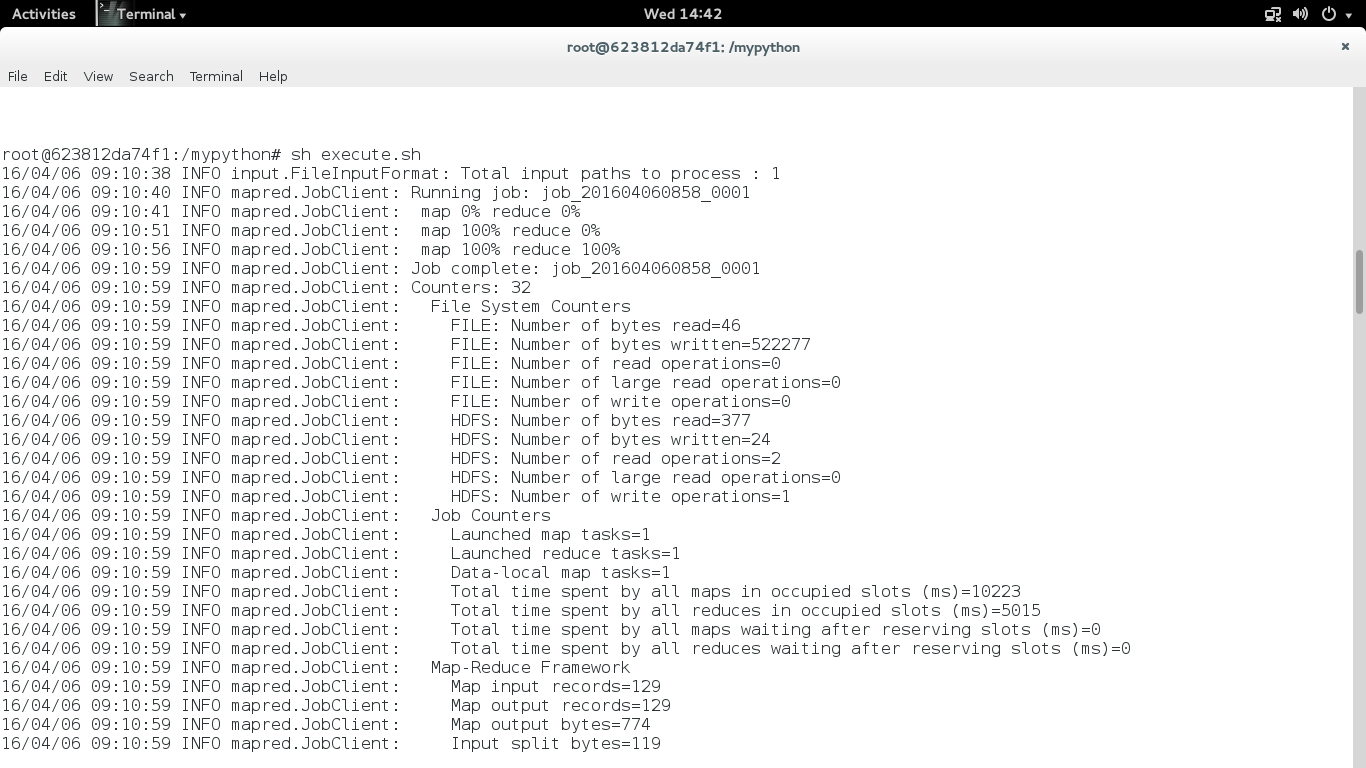 Activities Terminal Wed 14:42
root@623812da74f1: /mypython
File Edit View Search Terminal Help
root@623812da74f1:/mypython# sh execute.sh
16/04/06 09:10:38 INFO input.FileInputFormat: Total input paths to process : 1
16/04/06 09:10:40 INFO mapred.JobClient: Running job: job_201604060858_0001
16/04/06 09:10:41 INFO mapred.JobClient:  map 0% reduce 0%
16/04/06 09:10:51 INFO mapred.JobClient:  map 100% reduce 0%
16/04/06 09:10:56 INFO mapred.JobClient:  map 100% reduce 100%
16/04/06 09:10:59 INFO mapred.JobClient: Job complete: job_201604060858_0001
16/04/06 09:10:59 INFO mapred.JobClient: Counters: 32
16/04/06 09:10:59 INFO mapred.JobClient:   File System Counters
16/04/06 09:10:59 INFO mapred.JobClient:     FILE: Number of bytes read=46
16/04/06 09:10:59 INFO mapred.JobClient:     FILE: Number of bytes written=522277
16/04/06 09:10:59 INFO mapred.JobClient:     FILE: Number of read operations=0
16/04/06 09:10:59 INFO mapred.JobClient:     FILE: Number of large read operations=0
16/04/06 09:10:59 INFO mapred.JobClient:     FILE: Number of write operations=0
16/04/06 09:10:59 INFO mapred.JobClient:     HDFS: Number of bytes read=377
16/04/06 09:10:59 INFO mapred.JobClient:     HDFS: Number of bytes written=24
16/04/06 09:10:59 INFO mapred.JobClient:     HDFS: Number of read operations=2
16/04/06 09:10:59 INFO mapred.JobClient:     HDFS: Number of large read operations=0
16/04/06 09:10:59 INFO mapred.JobClient:     HDFS: Number of write operations=1
16/04/06 09:10:59 INFO mapred.JobClient:   Job Counters
16/04/06 09:10:59 INFO mapred.JobClient:     Launched map tasks=1
16/04/06 09:10:59 INFO mapred.JobClient:     Launched reduce tasks=1
16/04/06 09:10:59 INFO mapred.JobClient:     Data-local map tasks=1
16/04/06 09:10:59 INFO mapred.JobClient:     Total time spent by all maps in occupied slots (ms)=10223
16/04/06 09:10:59 INFO mapred.JobClient:     Total time spent by all reduces in occupied slots (ms)=5015
16/04/06 09:10:59 INFO mapred.JobClient:     Total time spent by all maps waiting after reserving slots (ms)=0
16/04/06 09:10:59 INFO mapred.JobClient:     Total time spent by all reduces waiting after reserving slots (ms)=0
16/04/06 09:10:59 INFO mapred.JobClient:   Map-Reduce Framework
16/04/06 09:10:59 INFO mapred.JobClient:     Map input records=129
16/04/06 09:10:59 INFO mapred.JobClient:     Map output records=129
16/04/06 09:10:59 INFO mapred.JobClient:     Map output bytes=774
16/04/06 09:10:59 INFO mapred.JobClient:     Input split bytes=119